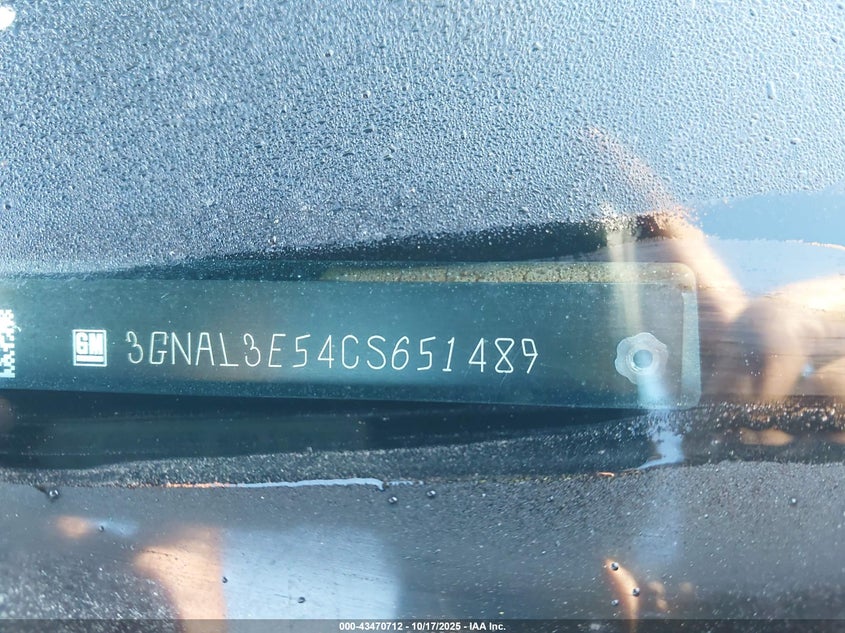 GM 3GNAL3E54CS651489
000-43470712 - 10/17/2025 - IAA Inc.